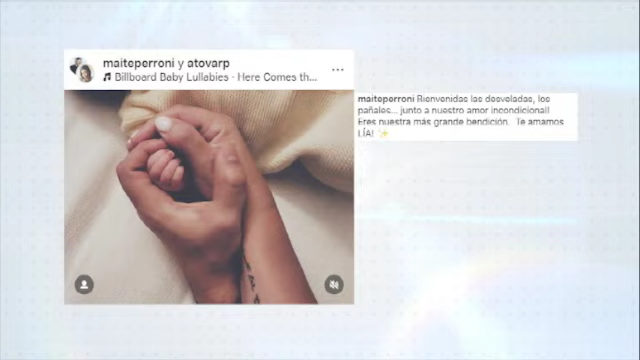 maiteperroni y atovarp
Billboard Baby Lullabies · Here Comes th...
maiteperroni Bienvenidas las desveladas, los
pañales... junto a nuestro amor incondicional!
Eres nuestra más grande bendición. Te amamos
LÍA! ✨